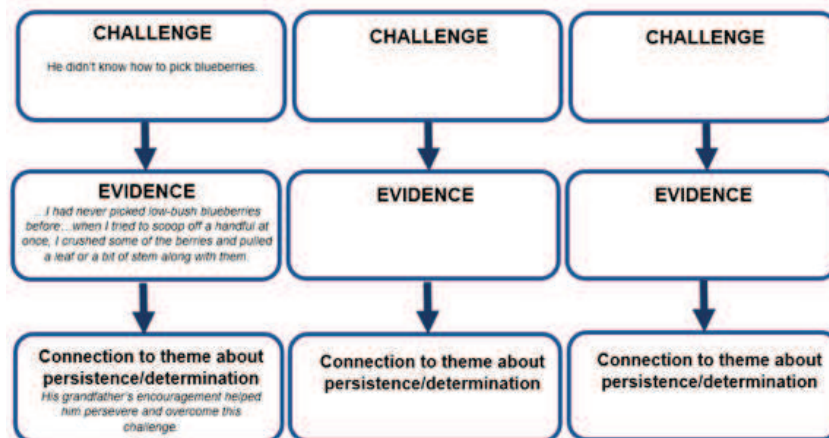 CHALLENGE
He didn't know how to pick blueberries.
EVIDENCE
...I had never picked low-bush blueberries
before...when I tried to scoop off a handful at
once, I crushed some of the berries and pulled
a leaf or a bit of stem along with them.
Connection to theme about
persistence/determination
His grandfather's encouragement helped
him persevere and overcome this
challenge.
CHALLENGE
EVIDENCE
Connection to theme about
persistence/determination
CHALLENGE
EVIDENCE
Connection to theme about
persistence/determination